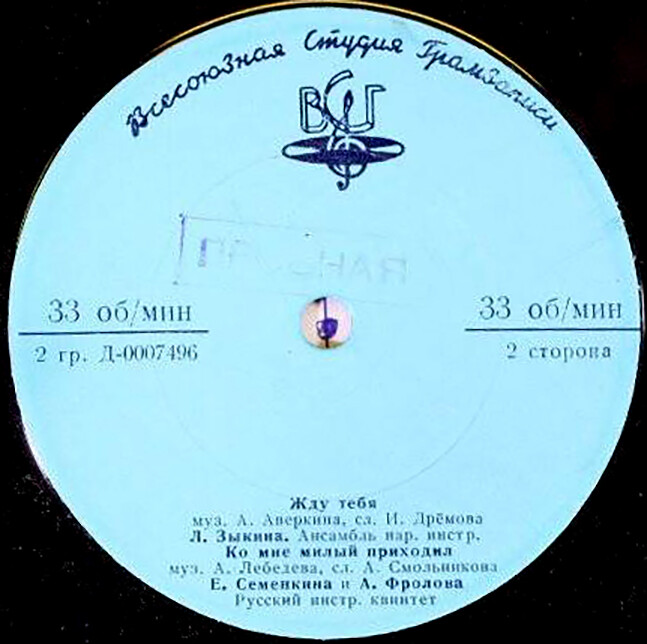 Всесоюзная Студия Грамзаписи
ВСГ
33 об/мин
33 об/мин
2 гр. Д-0007496
2 сторона
Жду тебя
муз. А. Аверкина, сл. И. Дрёмова
Л. Зыкина. Ансамбль нар. инстр.
Ко мне милый приходил
муз. А. Лебедева, сл. А. Смольникова
Е. Семенкина и А. Фролова
Русский инстр. квинтет